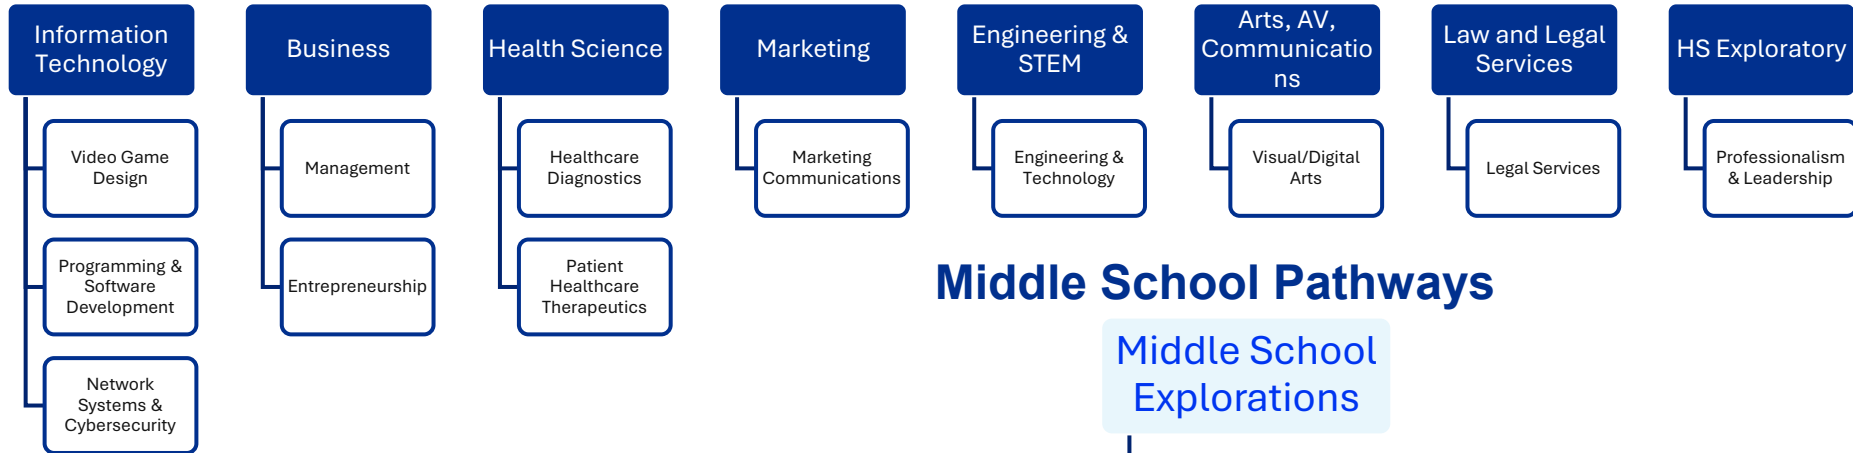 Information
Technology
Video Game
Design
Programming &
Software
Development
Network
Systems &
Cybersecurity
Business
Management
Entrepreneurship
Health Science
Healthcare
Diagnostics
Patient
Healthcare
Therapeutics
Marketing
Marketing
Communications
Engineering &
STEM
Engineering &
Technology
Arts, AV,
Communicatio
ns
Visual/Digital
Arts
Law and Legal
Services
Legal Services
HS Exploratory
Professionalism
& Leadership
Middle School Pathways
Middle School
Explorations